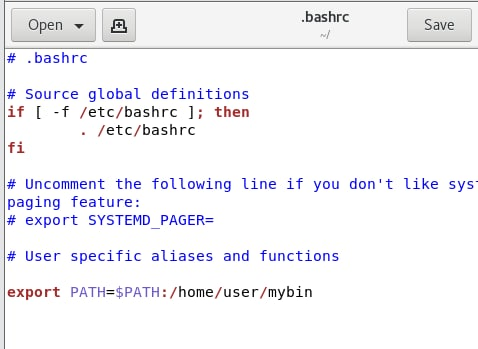 Open
.bashrc
~/
Save
# .bashrc
# Source global definitions
if [ -f /etc/bashrc ]; then
        . /etc/bashrc
fi
# Uncomment the following line if you don't like
paging feature:
# export SYSTEMD_PAGER=
# User specific aliases and functions
export PATH=$PATH:/home/user/mybin